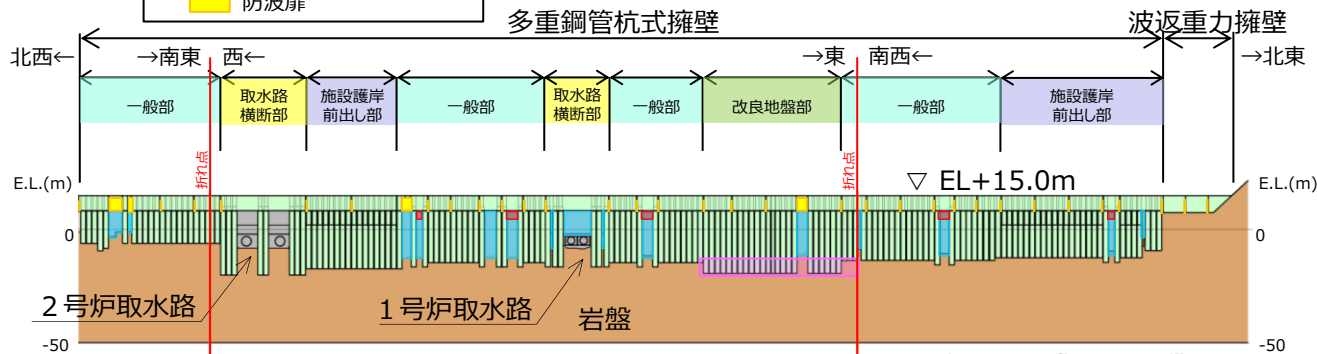 防波扉
多重鋼管杭式擁壁
波返重力擁壁
北西←
→南東
西←
→東
南西←
→北東
一般部
取水路
横断部
施設護岸
前出し部
一般部
取水路
横断部
一般部
改良地盤部
一般部
施設護岸
前出し部
折れ点
折れ点
▽ EL+15.0m
E.L.(m)
E.L.(m)
0
0
2号炉取水路
1号炉取水路
岩盤
-50
-50